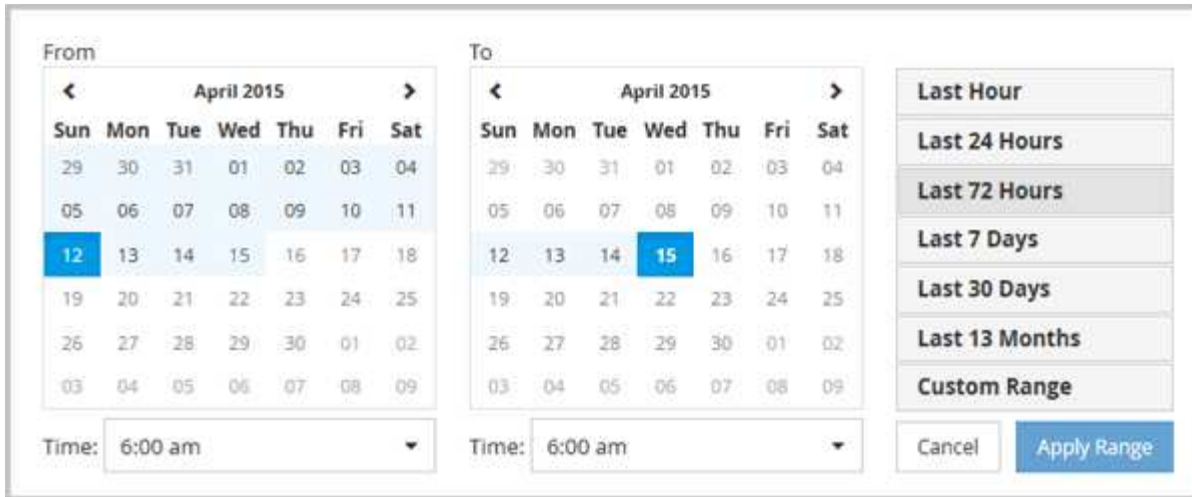 From
April 2015
Sun Mon Tue Wed Thu Fri Sat
29 30 31 01 02 03 04
05 06 07 08 09 10 11
12 13 14 15 16 17 18
19 20 21 22 23 24 25
26 27 28 29 30 01 02
03 04 05 06 07 08 09
Time: 6:00 am
To
April 2015
Sun Mon Tue Wed Thu Fri Sat
29 30 31 01 02 03 04
05 06 07 08 09 10 11
12 13 14 15 16 17 18
19 20 21 22 23 24 25
26 27 28 29 30 01 02
03 04 05 06 07 08 09
Time: 6:00 am
Last Hour
Last 24 Hours
Last 72 Hours
Last 7 Days
Last 30 Days
Last 13 Months
Custom Range
Cancel Apply Range